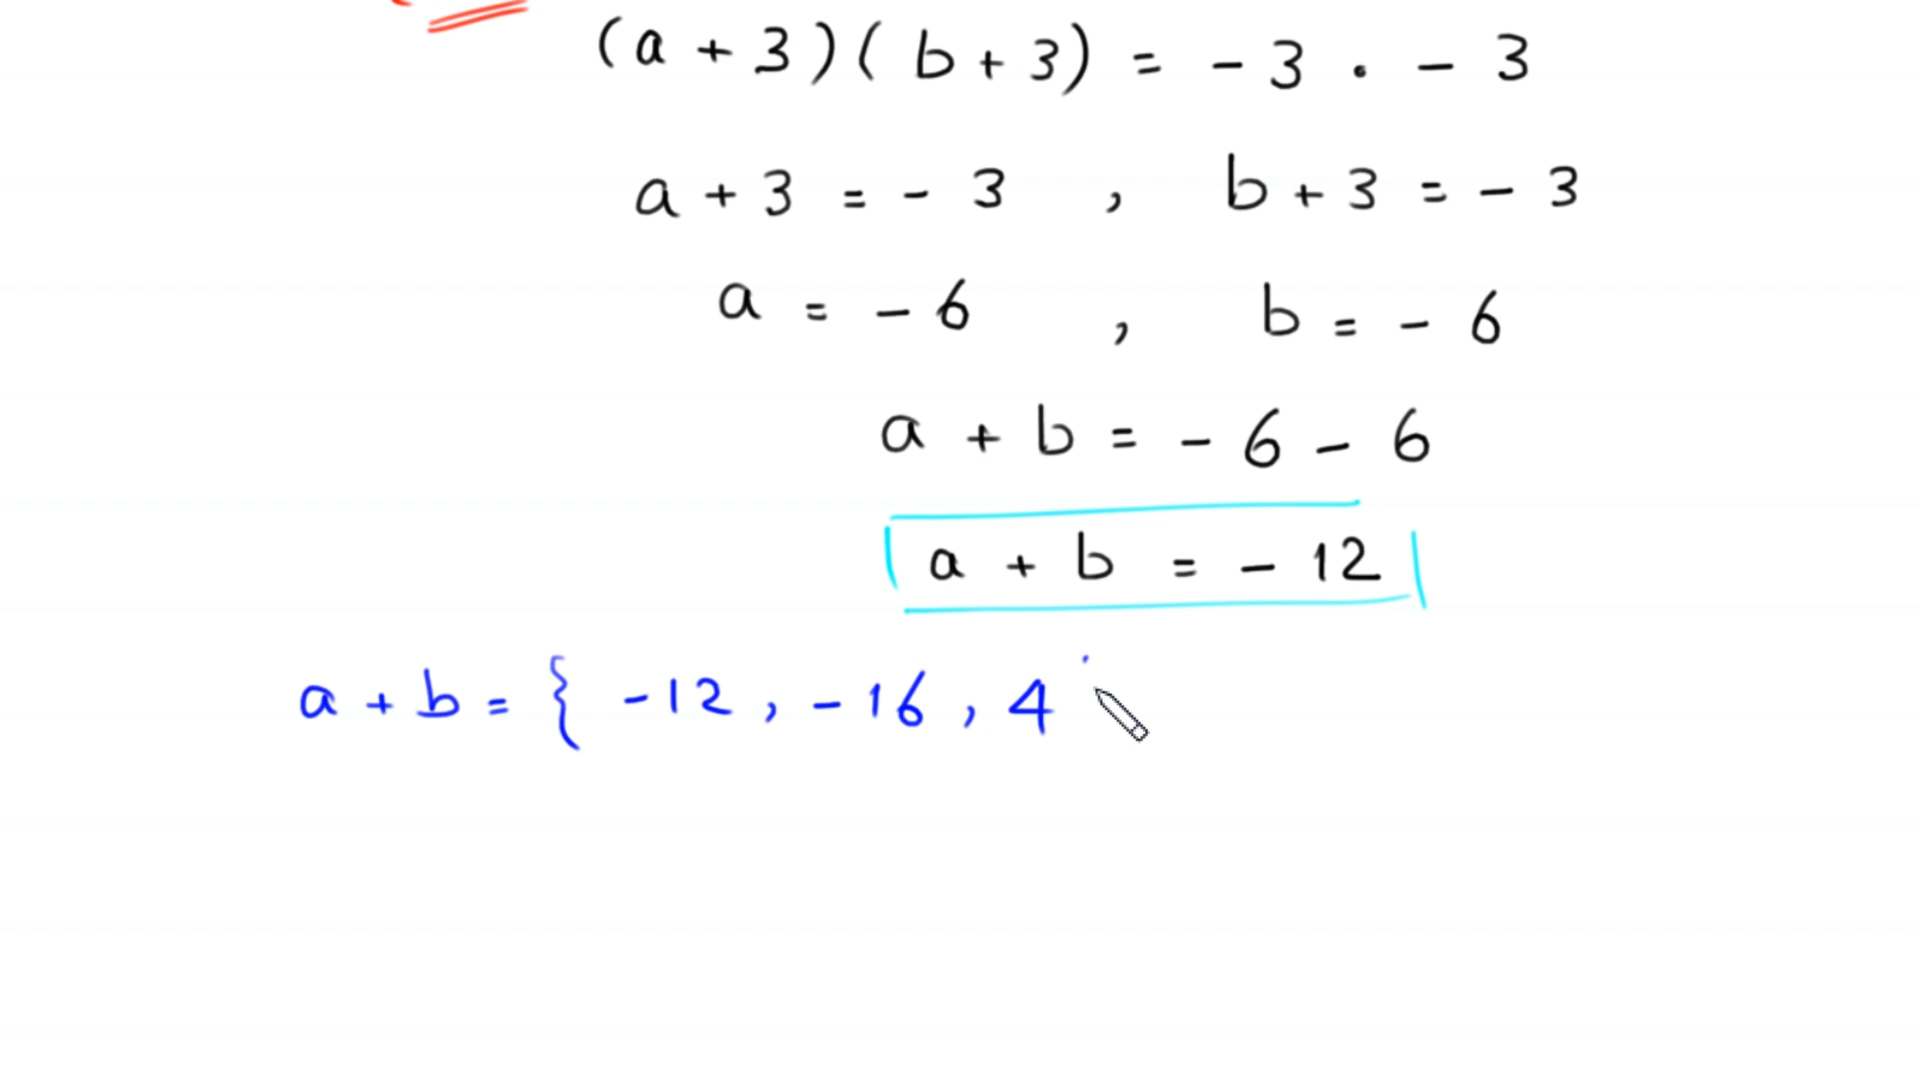 (a + 3)(b + 3) = - 3 · - 3
a + 3 = - 3 , b + 3 = - 3
a = - 6 , b = - 6
a + b = - 6 - 6
a + b = - 12
a + b = { -12 , -16 , 4